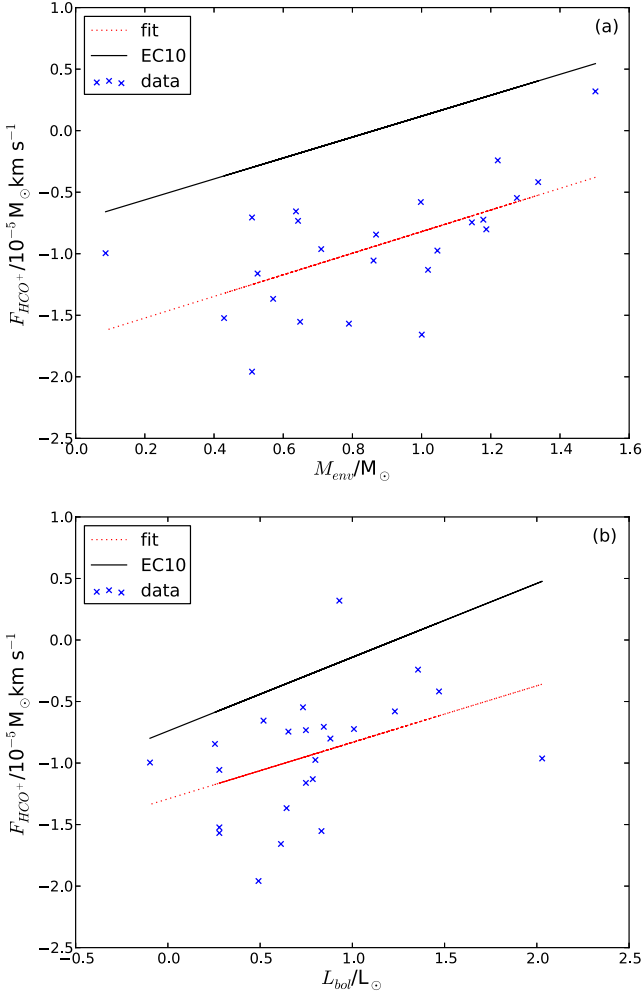 (a)
fit
EC10
data
1.0
0.5
0.0
−0.5
−1.0
−1.5
−2.0
−2.5
F_{HCO^+}/10^{-5} M_⊙ km s^{-1}
0.0 0.2 0.4 0.6 0.8 1.0 1.2 1.4 1.6
M_{env}/M_⊙
(b)
fit
EC10
data
1.0
0.5
0.0
−0.5
−1.0
−1.5
−2.0
−2.5
F_{HCO^+}/10^{-5} M_⊙ km s^{-1}
−0.5 0.0 0.5 1.0 1.5 2.0 2.5
L_{bol}/L_⊙